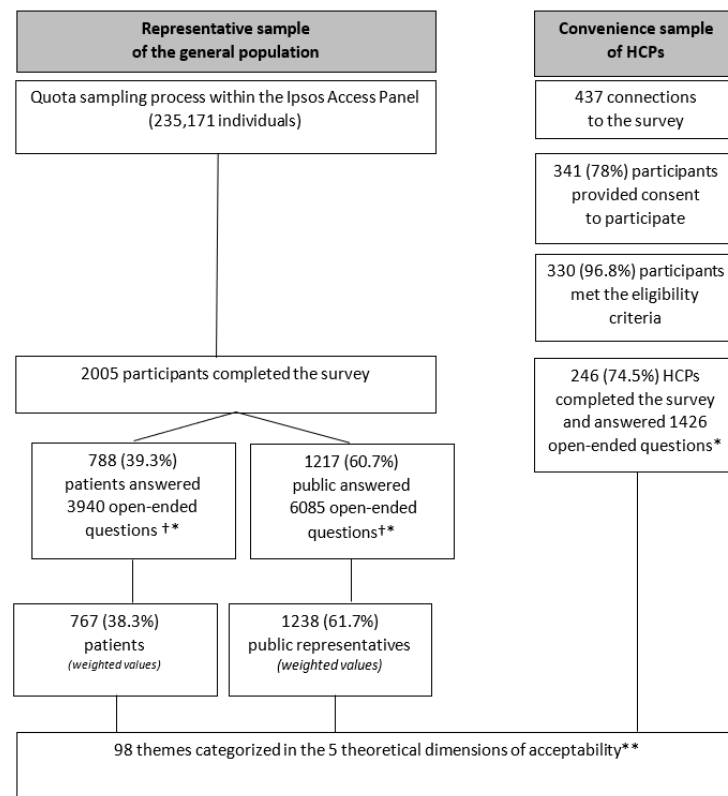 Representative sample
of the general population
Quota sampling process within the Ipsos Access Panel
(235,171 individuals)
2005 participants completed the survey
788 (39.3%)
patients answered
3940 open-ended
questions †*
1217 (60.7%)
public answered
6085 open-ended
questions†*
767 (38.3%)
patients
(weighted values)
1238 (61.7%)
public representatives
(weighted values)
Convenience sample
of HCPs
437 connections
to the survey
341 (78%) participants
provided consent
to participate
330 (96.8%) participants
met the eligibility
criteria
246 (74.5%) HCPs
completed the survey
and answered 1426
open-ended questions*
98 themes categorized in the 5 theoretical dimensions of acceptability**